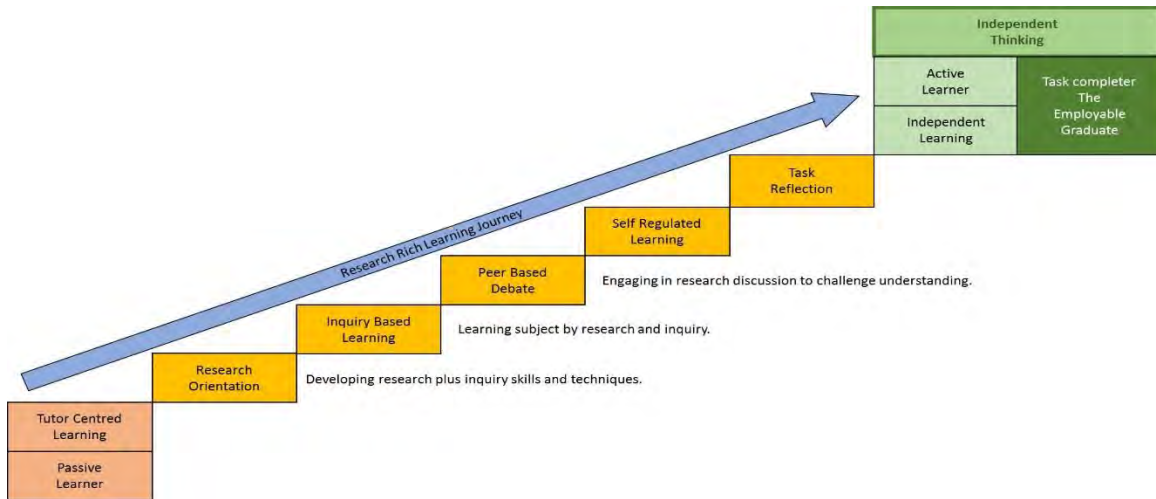 Independent
Thinking
Active
Learner
Task completer
The
Employable
Graduate
Independent
Learning
Task
Reflection
Self Regulated
Learning
Research Rich Learning Journey
Peer Based
Debate
Engaging in research discussion to challenge understanding.
Inquiry Based
Learning
Learning subject by research and inquiry.
Research
Orientation
Developing research plus inquiry skills and techniques.
Tutor Centred
Learning
Passive
Learner